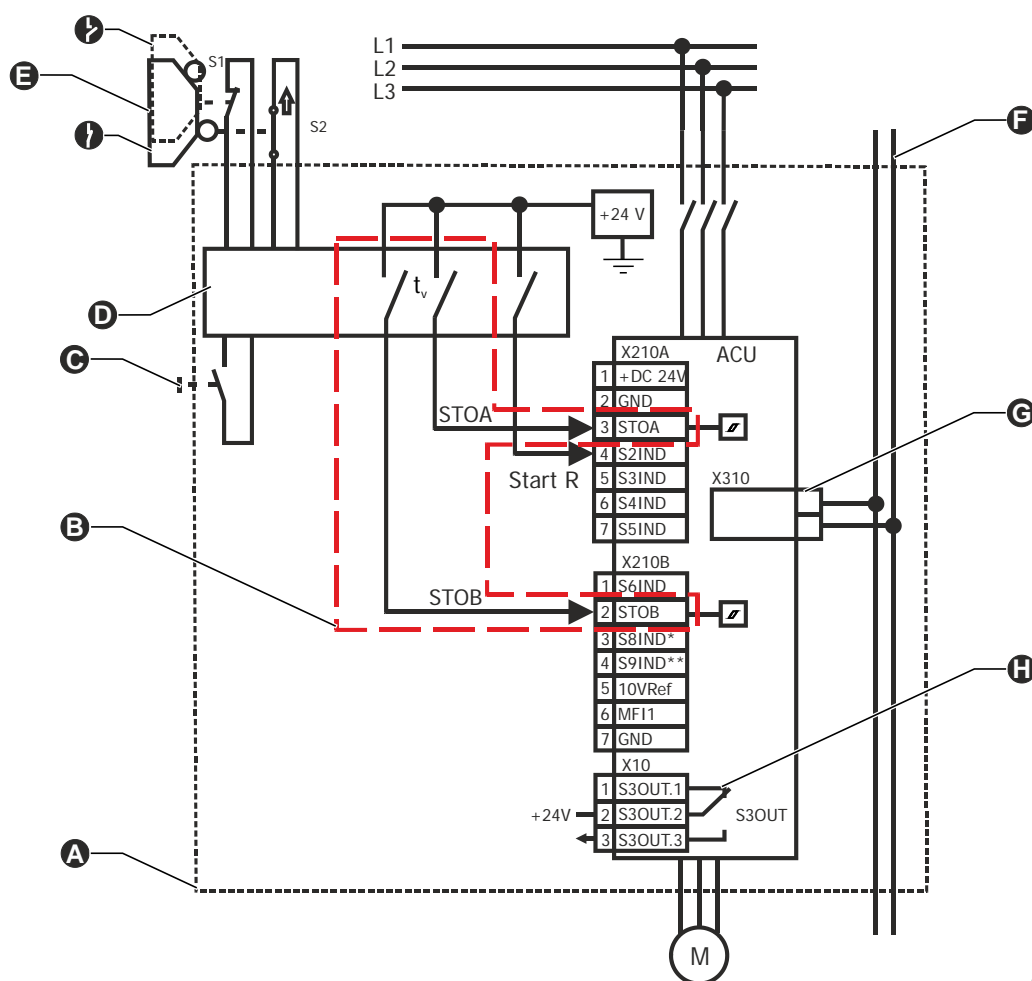 S1
L1
L2
L3
E
S2
F
+24 V
D
tv
X210A
ACU
1 +DC 24V
C
2 GND
G
STOA
3 STOA
4 S2IND
Start R
X310
5 S3IND
6 S4IND
7 S5IND
B
X210B
1 S6IND
STOB
2 STOB
3 S8IND*
4 S9IND**
H
5 10VRef
6 MFI1
7 GND
X10
1 S3OUT.1
+24V
2 S3OUT.2
S3OUT
3 S3OUT.3
A
M